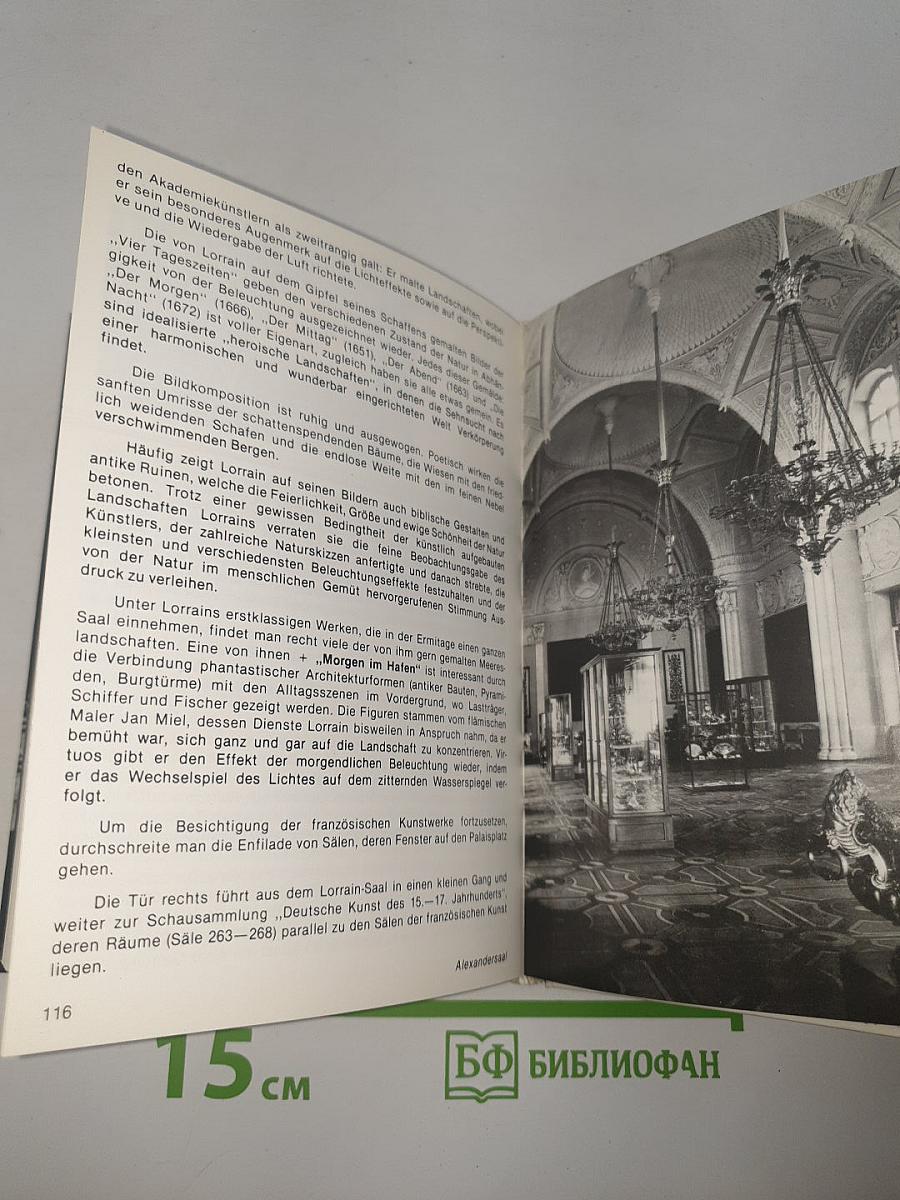 den Akademiekünstlern als zweitrangig galt: Er malte Landschaften, wobei
er sein besonderes Augenmerk auf die Lichteffekte sowie auf die Perspekti-
ve und die Wiedergabe der Luft richtete.
Die von Lorrain auf dem Gipfel seines Schaffens gemalten Bilder der
„Vier Tageszeiten“ geben den verschiedenen Zustand der Natur in Abhän-
gigkeit von der Beleuchtung ausgezeichnet wieder. Jedes dieser Gemälde
„Der Morgen“ (1666), „Der Mittag“ (1651), „Der Abend“ (1663) und „Die
Nacht“ (1672) ist voller Eigenart, zugleich haben sie alle etwas gemein. Es
sind idealisierte „heroische Landschaften“, in denen die Sehnsucht nach
einer harmonischen und wunderbar eingerichteten Welt Verkörperung
findet.
Die Bildkomposition ist ruhig und ausgewogen. Poetisch wirken die
sanften Umrisse der schattenspendenden Bäume, die Wiesen mit den fried-
lich weidenden Schafen und die endlose Weite mit den im feinen Nebel
verschwimmenden Bergen.
Häufig zeigt Lorrain auf seinen Bildern auch biblische Gestalten und
antike Ruinen, welche die Feierlichkeit, Größe und ewige Schönheit der Natur
betonen. Trotz einer gewissen Bedingtheit der künstlich aufgebauten
Landschaften Lorrains verraten sie die feine Beobachtungsgabe des
Künstlers, der zahlreiche Naturskizzen anfertigte und danach strebte, die
kleinsten und verschiedensten Beleuchtungseffekte festzuhalten und der
von der Natur im menschlichen Gemüt hervorgerufenen Stimmung Aus-
druck zu verleihen.
Unter Lorrains erstklassigen Werken, die in der Ermitage einen ganzen
Saal einnehmen, findet man recht viele der von ihm gern gemalten Meeres-
landschaften. Eine von ihnen + „Morgen im Hafen“ ist interessant durch
die Verbindung phantastischer Architekturformen (antiker Bauten, Pyrami-
den, Burgtürme) mit den Alltagsszenen im Vordergrund, wo Lastträger,
Schiffer und Fischer gezeigt werden. Die Figuren stammen vom flämischen
Maler Jan Miel, dessen Dienste Lorrain bisweilen in Anspruch nahm, da er
bemüht war, sich ganz und gar auf die Landschaft zu konzentrieren. Vir-
tuos gibt er den Effekt der morgendlichen Beleuchtung wieder, indem
er das Wechselspiel des Lichtes auf dem zitternden Wasserspiegel ver-
folgt.
Um die Besichtigung der französischen Kunstwerke fortzusetzen,
durchschreite man die Enfilade von Sälen, deren Fenster auf den Palaisplatz
gehen.
Die Tür rechts führt aus dem Lorrain-Saal in einen kleinen Gang und
weiter zur Schausammlung „Deutsche Kunst des 15.—17. Jahrhunderts“,
deren Räume (Säle 263—268) parallel zu den Sälen der französischen Kunst
liegen.
Alexandersaal
116
15 см
БФ БИБЛИОФАН